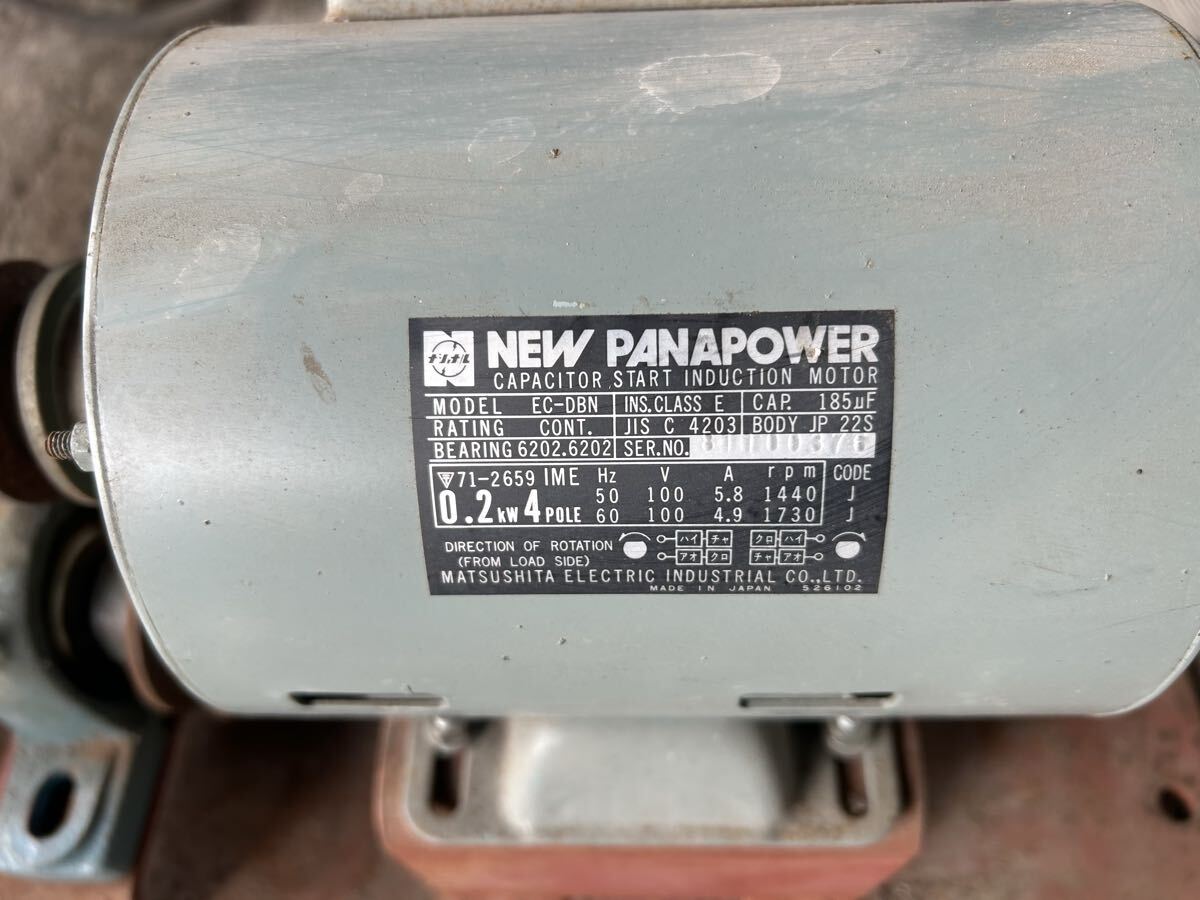 ナショナル NEW PANAPOWER
CAPACITOR START INDUCTION MOTOR
MODEL EC-DBN INS. CLASS E CAP. 185µF
RATING CONT. JIS C 4203 BODY JP 22S
BEARING 6202.6202 SER.NO.
▽71-2659 IME Hz V A rpm CODE
0.2kW 4POLE
50 100 5.8 1440 J
60 100 4.9 1730 J
DIRECTION OF ROTATION
(FROM LOAD SIDE)
ハイ チャ クロ ハイ
アオ クロ チャ アオ
MATSUSHITA ELECTRIC INDUSTRIAL CO.,LTD.
MADE IN JAPAN 526102